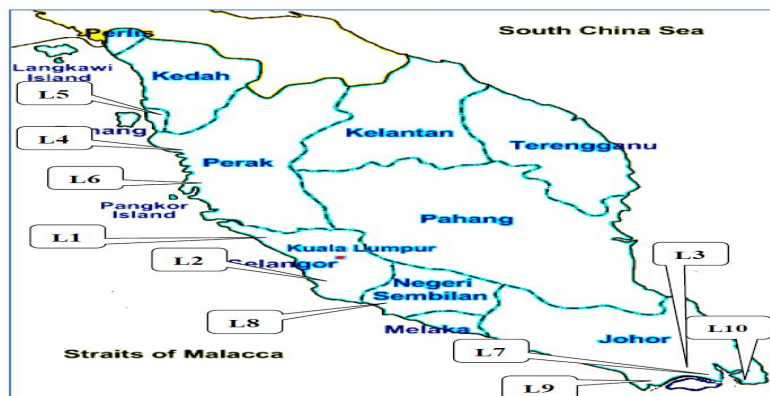 South China Sea
Perlis
Langkawi
Island
Kedah
L5
L4
Kelantan
Terengganu
Perak
L6
Pangkor
Island
Pahang
L1
Kuala Lumpur
L3
L2
Selangor
Negeri
Sembilan
L8
Melaka
Johor
L10
Straits of Malacca
L7
L9